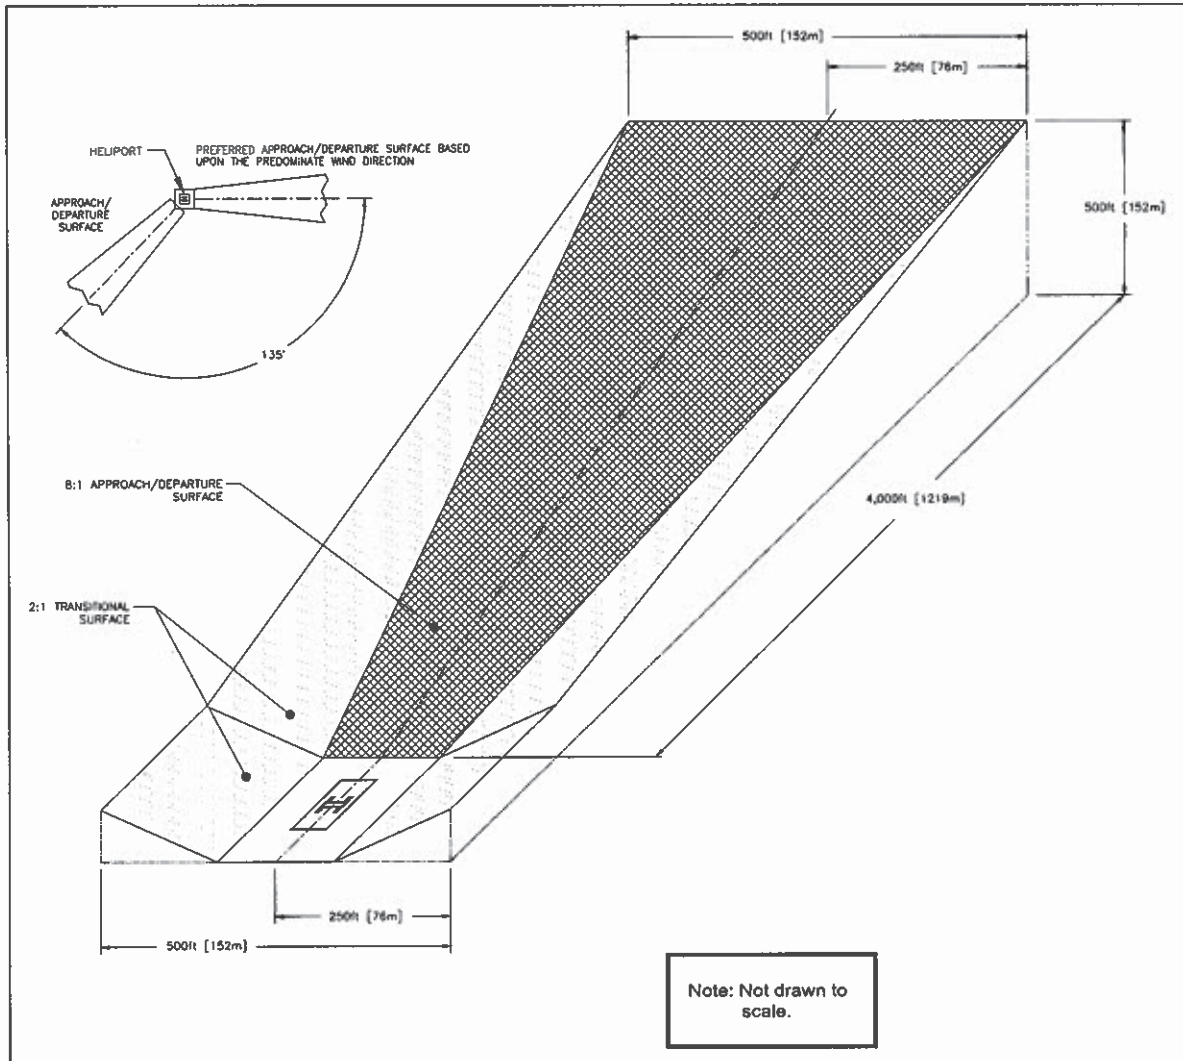 500ft [152m]
250ft [76m]
HELIPORT
PREFERRED APPROACH/DEPARTURE SURFACE BASED
UPON THE PREDOMINATE WIND DIRECTION
APPROACH/
DEPARTURE
SURFACE
500ft [152m]
135°
8:1 APPROACH/DEPARTURE
SURFACE
4,000ft [1219m]
2:1 TRANSITIONAL
SURFACE
H
250ft [76m]
500ft [152m]
Note: Not drawn to
scale.